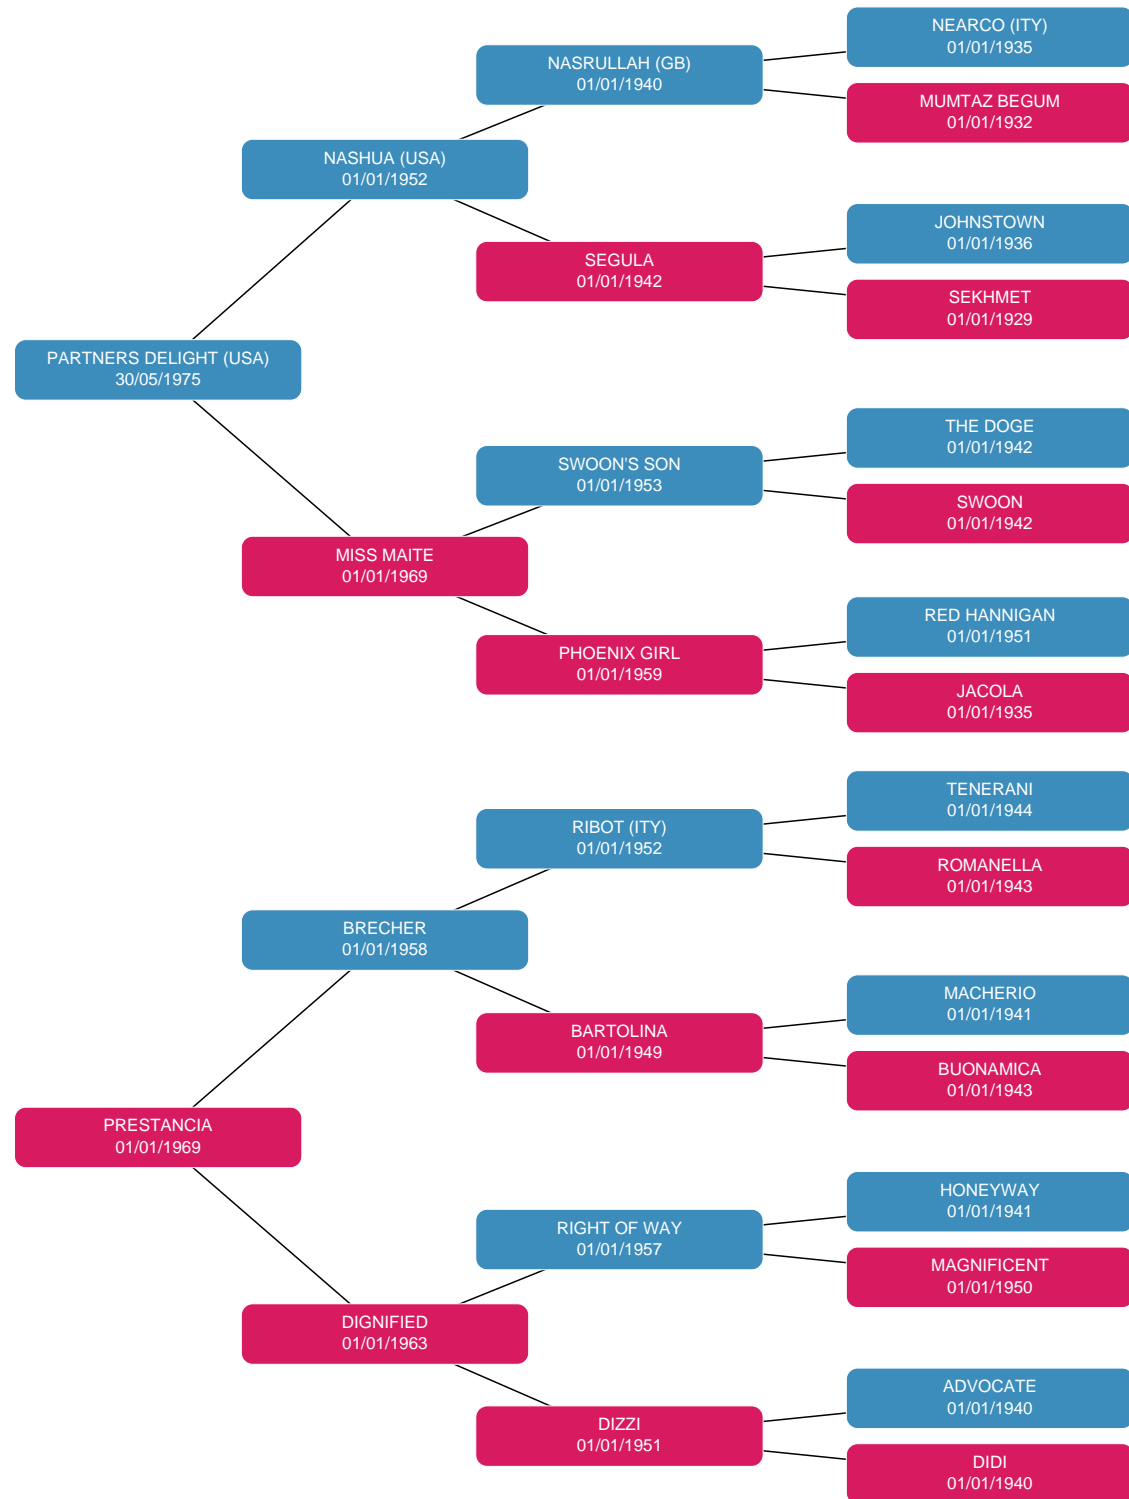 NEARCO (ITY)
01/01/1935
NASRULLAH (GB)
01/01/1940
MUMTAZ BEGUM
01/01/1932
NASHUA (USA)
01/01/1952
JOHNSTOWN
01/01/1936
SEGULA
01/01/1942
SEKHMET
01/01/1929
PARTNERS DELIGHT (USA)
30/05/1975
THE DOGE
01/01/1942
SWOON'S SON
01/01/1953
SWOON
01/01/1942
MISS MAITE
01/01/1969
RED HANNIGAN
01/01/1951
PHOENIX GIRL
01/01/1959
JACOLA
01/01/1935
TENERANI
01/01/1944
RIBOT (ITY)
01/01/1952
ROMANELLA
01/01/1943
BRECHER
01/01/1958
MACHERIO
01/01/1941
BARTOLINA
01/01/1949
BUONAMICA
01/01/1943
PRESTANCIA
01/01/1969
HONEYWAY
01/01/1941
RIGHT OF WAY
01/01/1957
MAGNIFICENT
01/01/1950
DIGNIFIED
01/01/1963
ADVOCATE
01/01/1940
DIZZI
01/01/1951
DIDI
01/01/1940